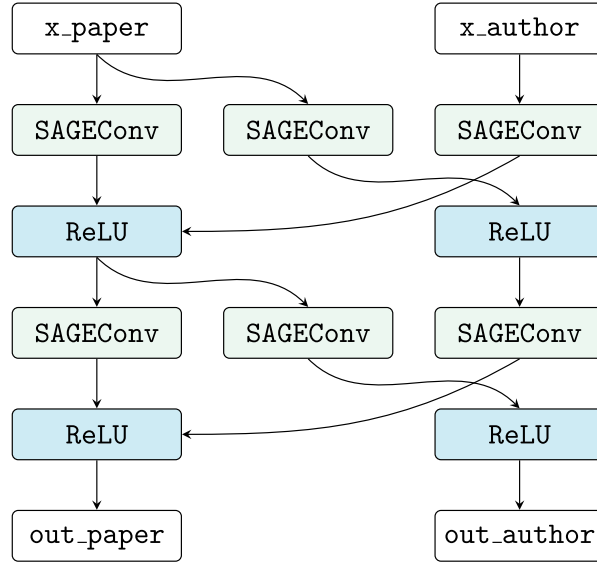 x_paper x_author
SAGEConv SAGEConv SAGEConv
ReLU ReLU
SAGEConv SAGEConv SAGEConv
ReLU ReLU
out_paper out_author